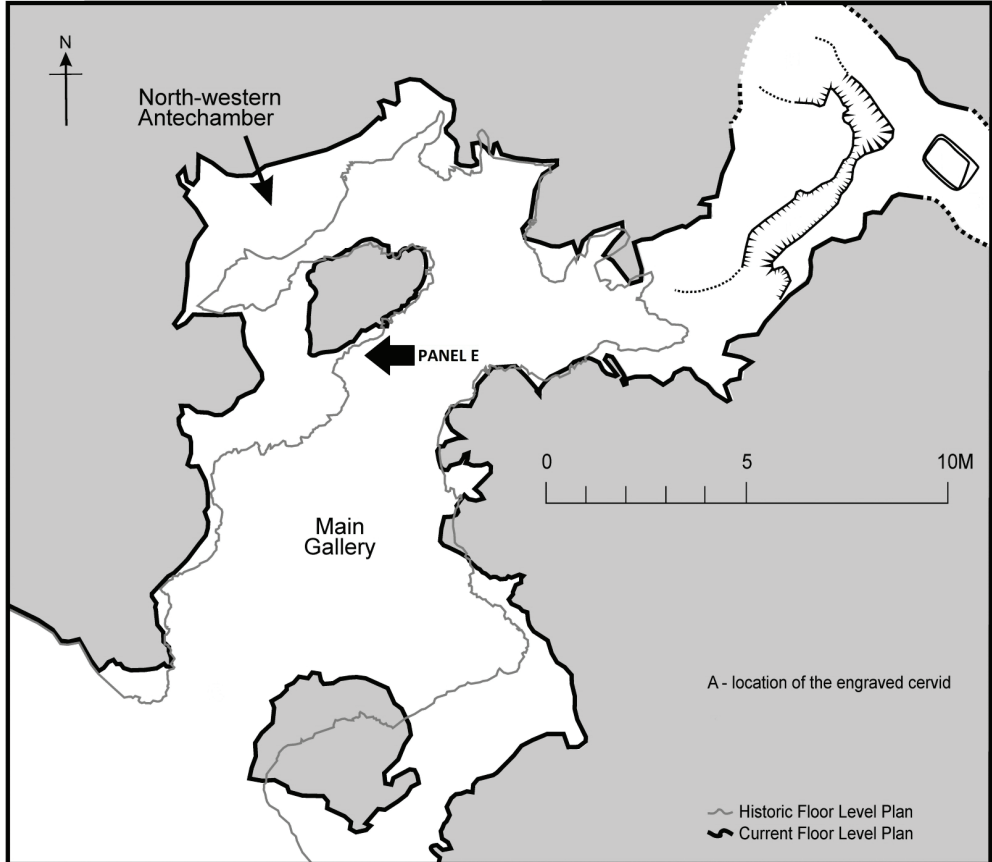 N
North-western
Antechamber
PANEL E
0 5 10M
Main
Gallery
A - location of the engraved cervid
Historic Floor Level Plan
Current Floor Level Plan